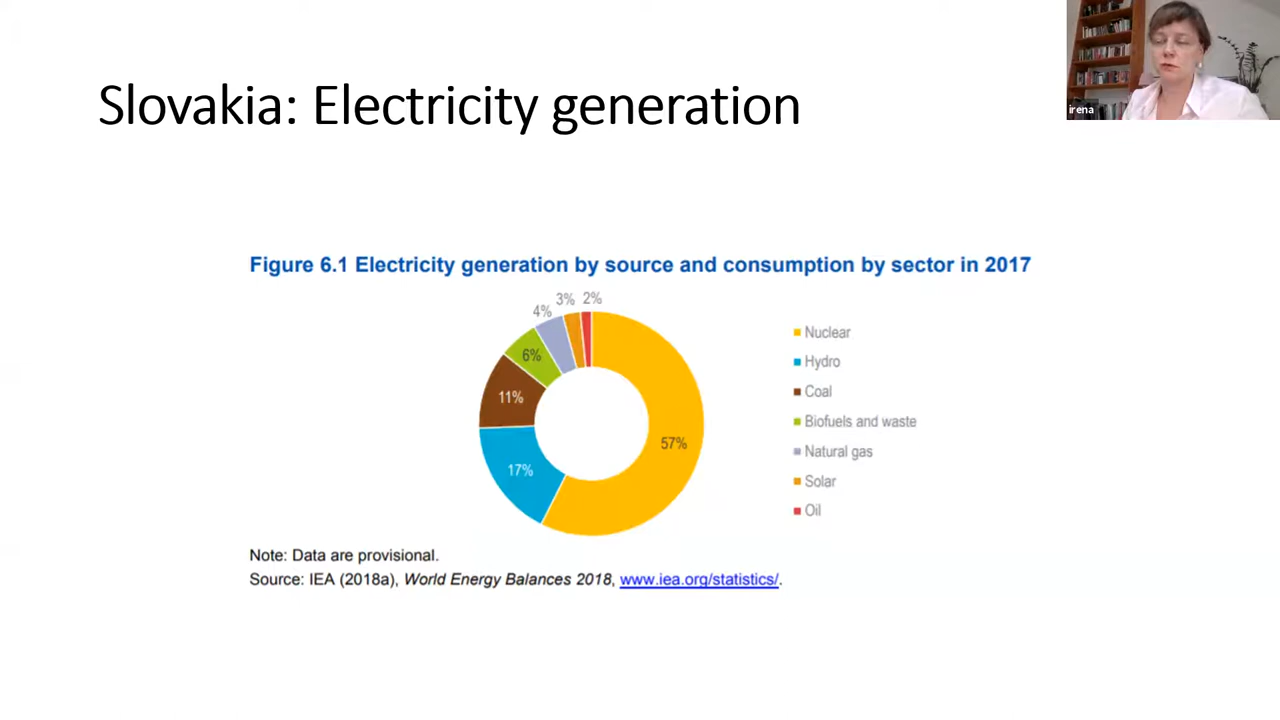 irena
Slovakia: Electricity generation
Figure 6.1 Electricity generation by source and consumption by sector in 2017
4%
3%
2%
6%
11%
17%
57%
Nuclear
Hydro
Coal
Biofuels and waste
Natural gas
Solar
Oil
Note: Data are provisional.
Source: IEA (2018a), World Energy Balances 2018, www.iea.org/statistics/.